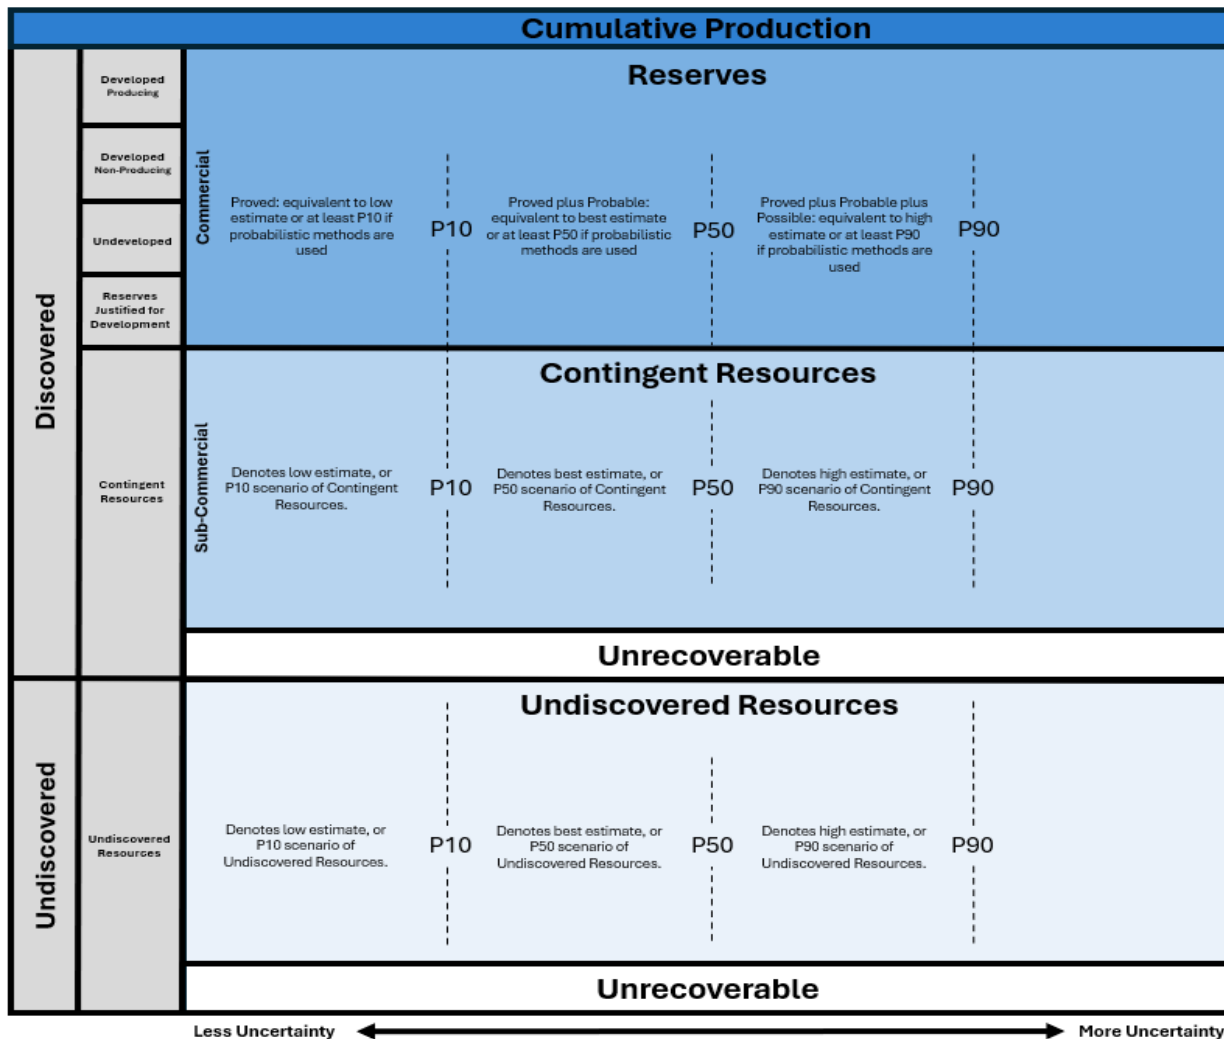 Cumulative Production
Discovered
Developed
Producing
Developed
Non-Producing
Undeveloped
Reserves
Justified for
Development
Commercial
Reserves
Proved: equivalent to low
estimate or at least P10 if
probabilistic methods are
used
P10
Proved plus Probable:
equivalent to best estimate
or at least P50 if probabilistic
methods are used
P50
Proved plus Probable plus
Possible: equivalent to high
estimate or at least P90
if probabilistic methods are
used
P90
Contingent
Resources
Sub-Commercial
Contingent Resources
Denotes low estimate, or
P10 scenario of Contingent
Resources.
P10
Denotes best estimate, or
P50 scenario of Contingent
Resources.
P50
Denotes high estimate, or
P90 scenario of Contingent
Resources.
P90
Unrecoverable
Undiscovered
Undiscovered
Resources
Undiscovered Resources
Denotes low estimate, or
P10 scenario of
Undiscovered Resources.
P10
Denotes best estimate, or
P50 scenario of
Undiscovered Resources.
P50
Denotes high estimate, or
P90 scenario of
Undiscovered Resources.
P90
Unrecoverable
Less Uncertainty
More Uncertainty